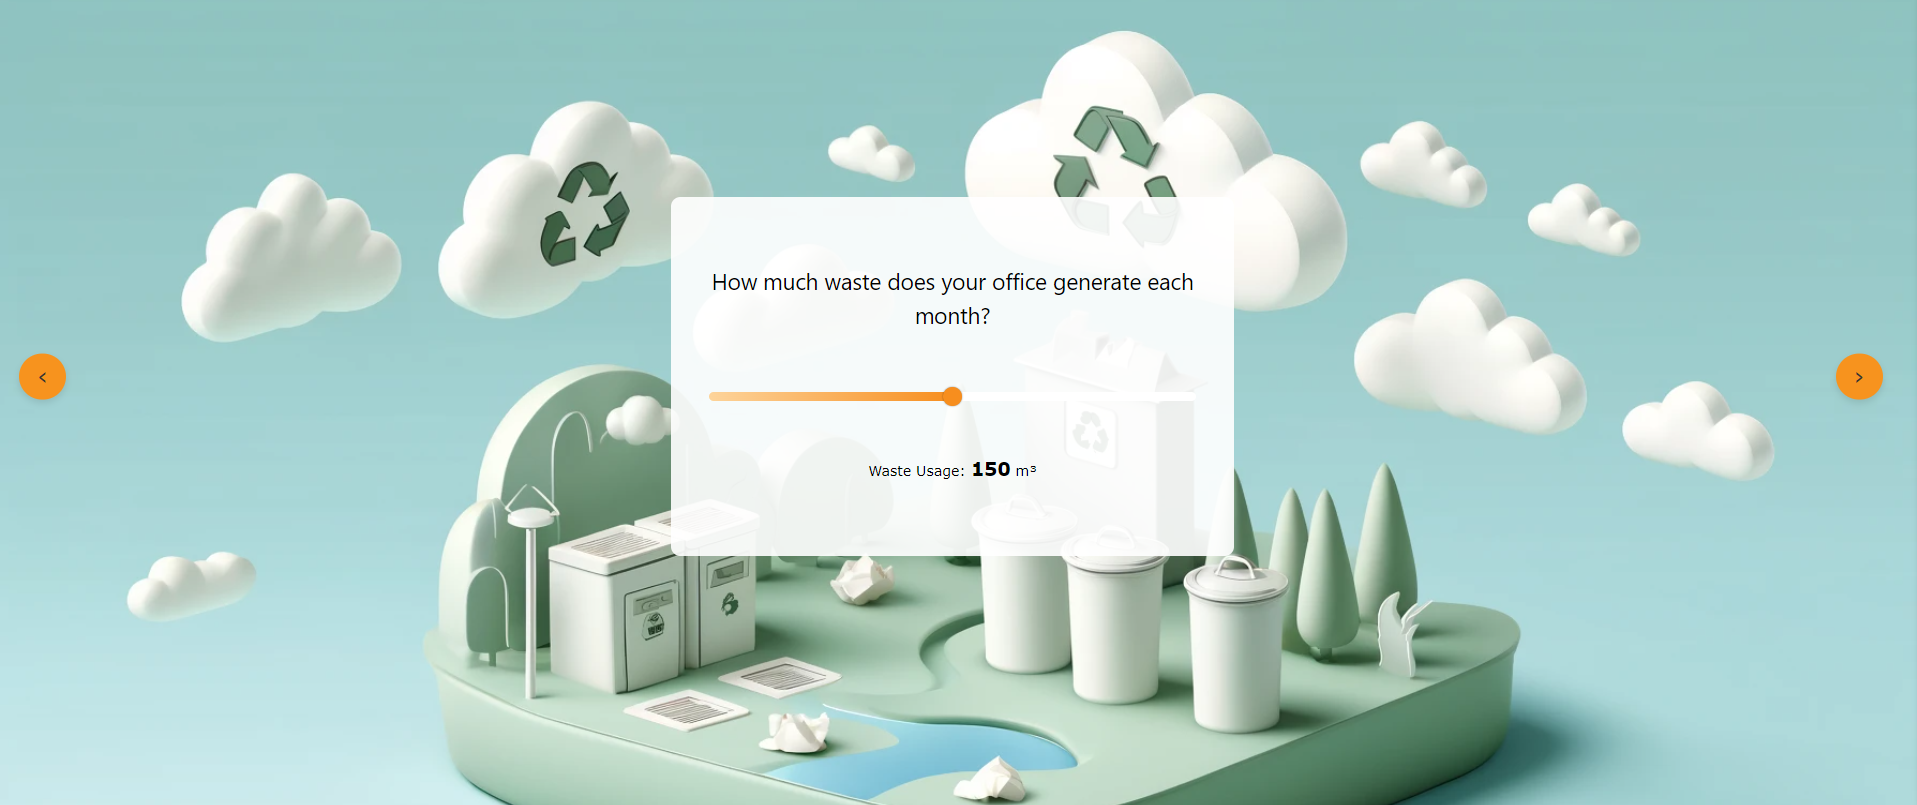 How much waste does your office generate each
month?
<
>
Waste Usage: 150 m³